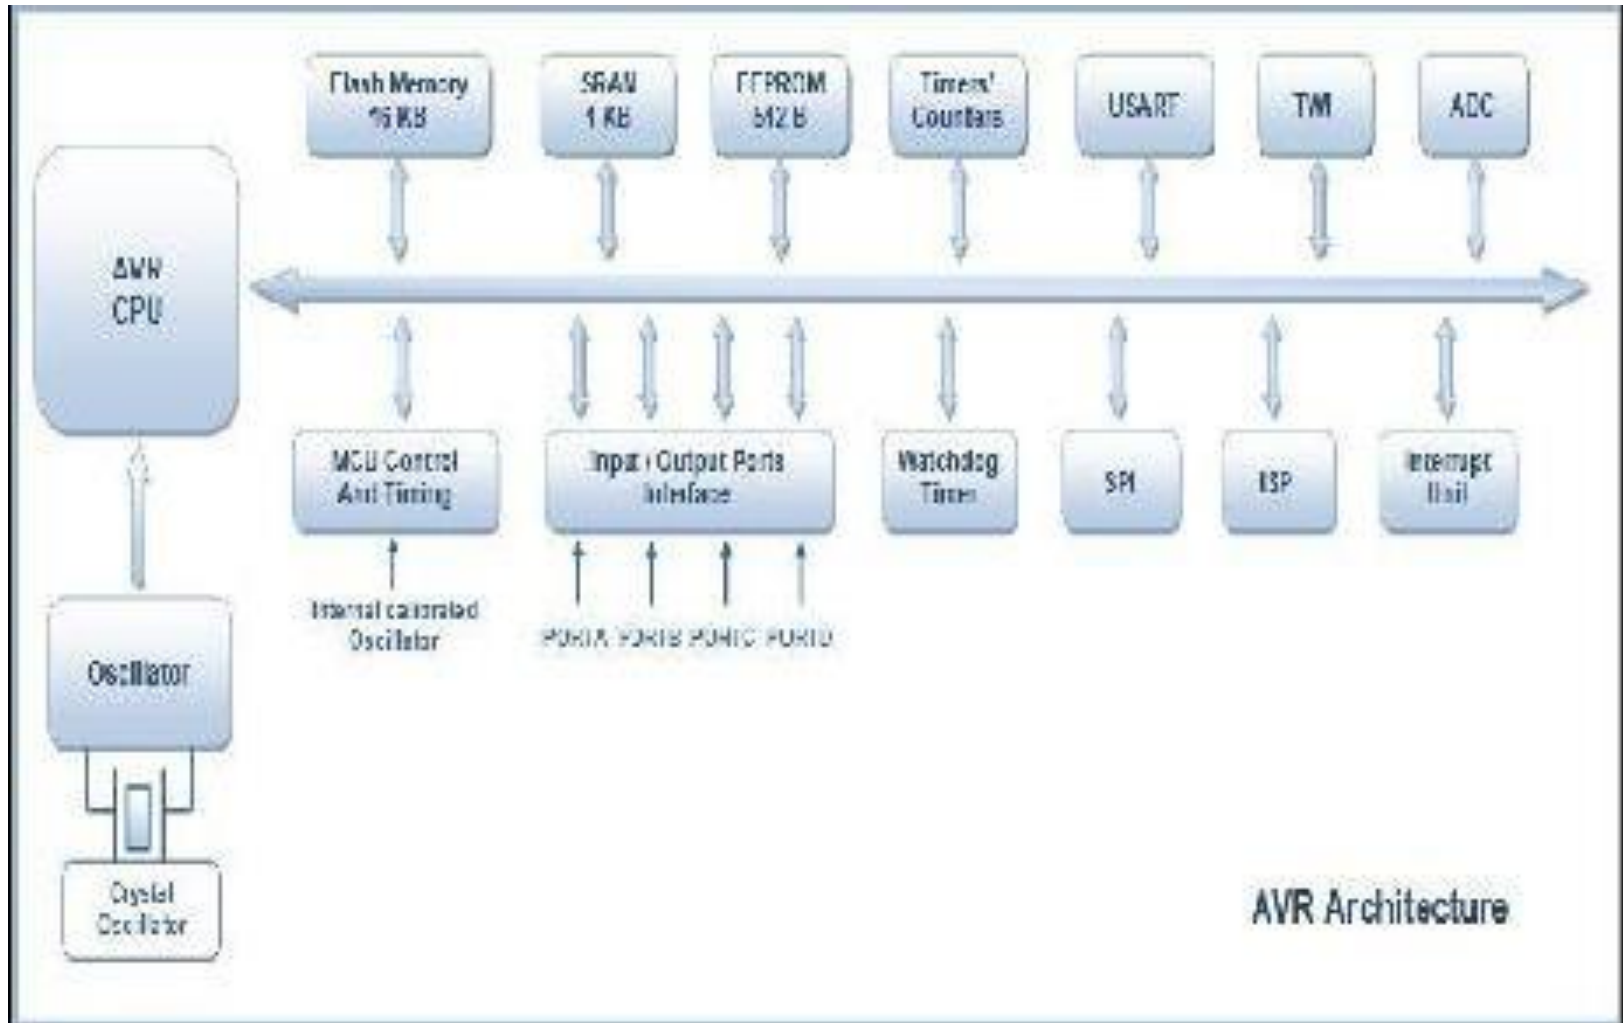 Flash Memory
16 KB
SRAM
1 KB
EEPROM
512 B
Timers/
Counters
USART
TWI
ADC
AVR
CPU
MCU Control
And Timing
Input / Output Ports
Interface
Watchdog
Timer
SPI
ISP
Interrupt
Unit
Internal calibrated
Oscillator
PORTA PORTB PORTC PORTD
Oscillator
Crystal
Oscillator
AVR Architecture